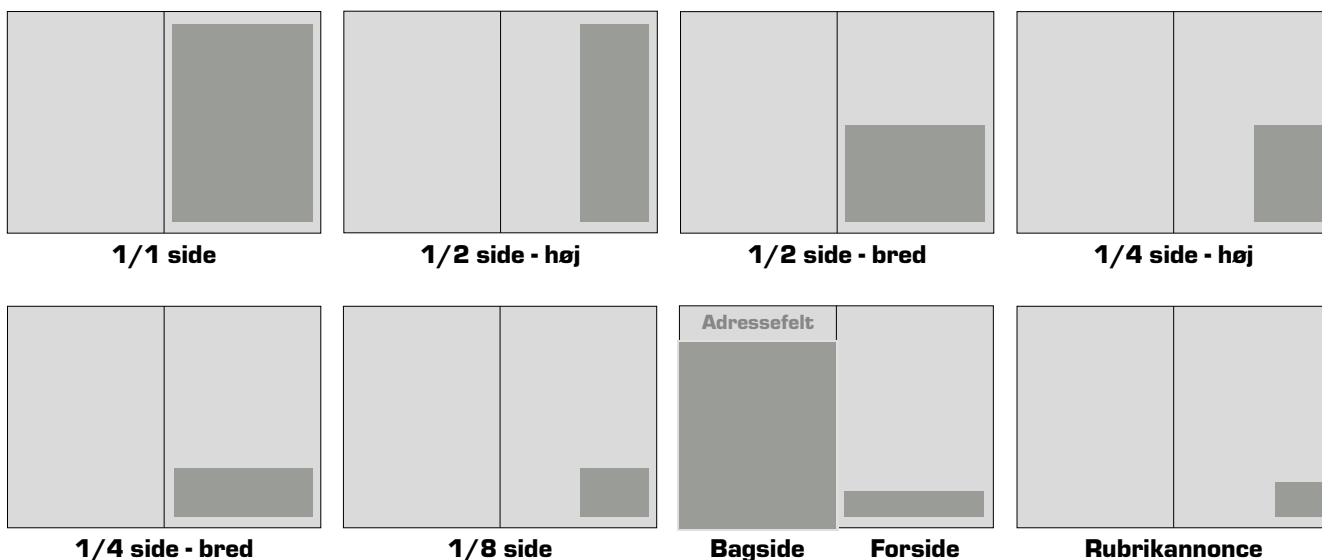 1/1 side
1/2 side - høj
1/2 side - bred
1/4 side - høj
Adressefelt
1/4 side - bred
1/8 side
Bagside
Forside
Rubrikannonce